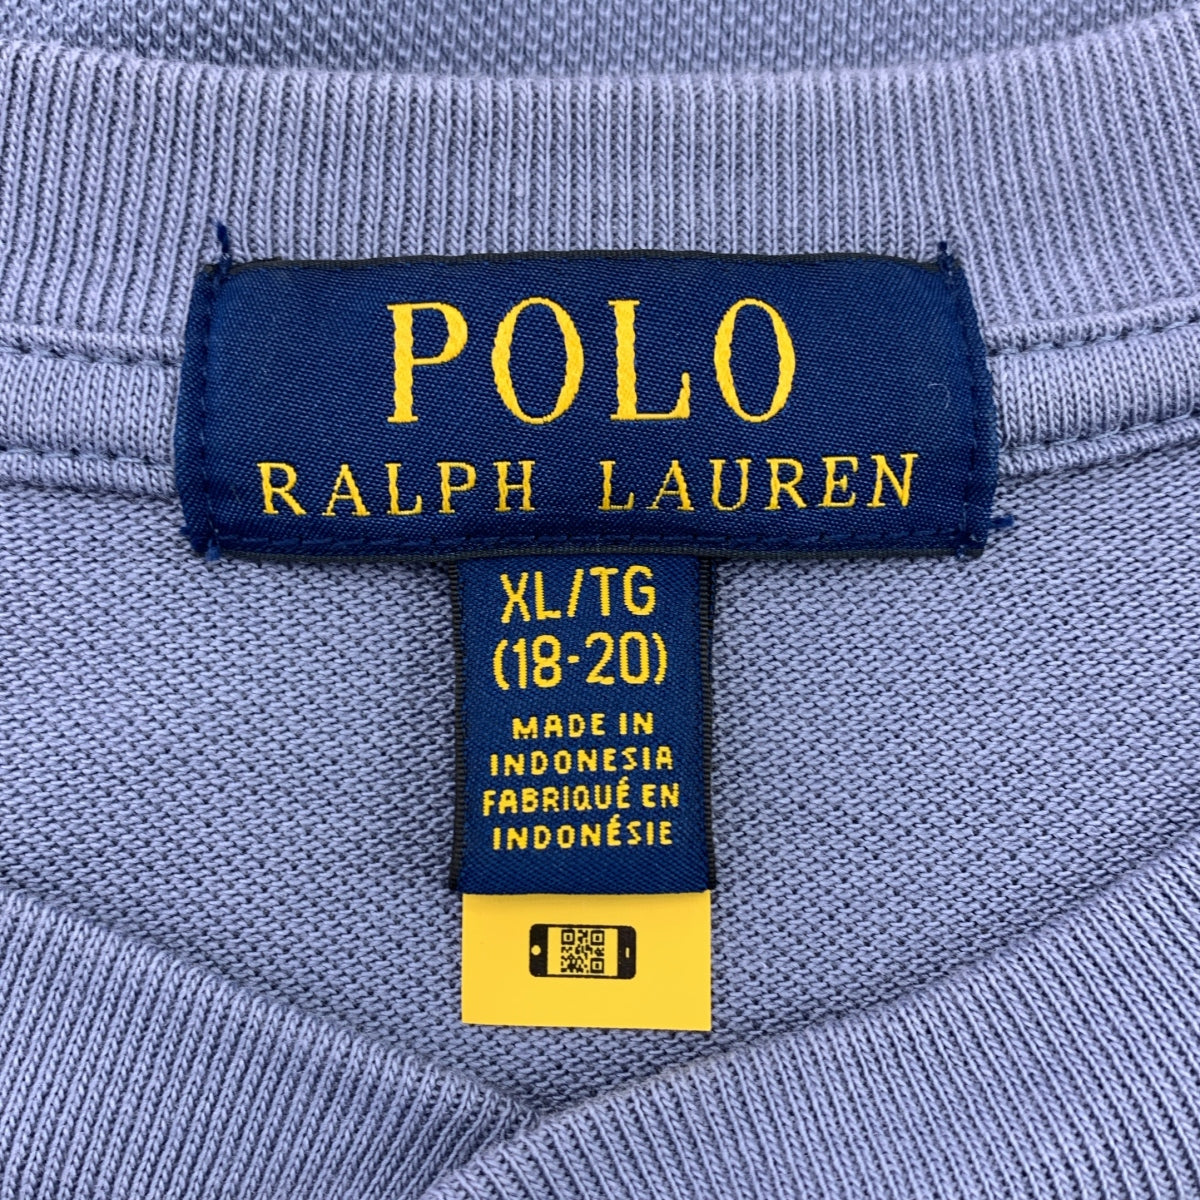 POLO
RALPH LAUREN
XL/TG
(18-20)
MADE IN
INDONESIA
FABRIQUÉ EN
INDONÉSIE